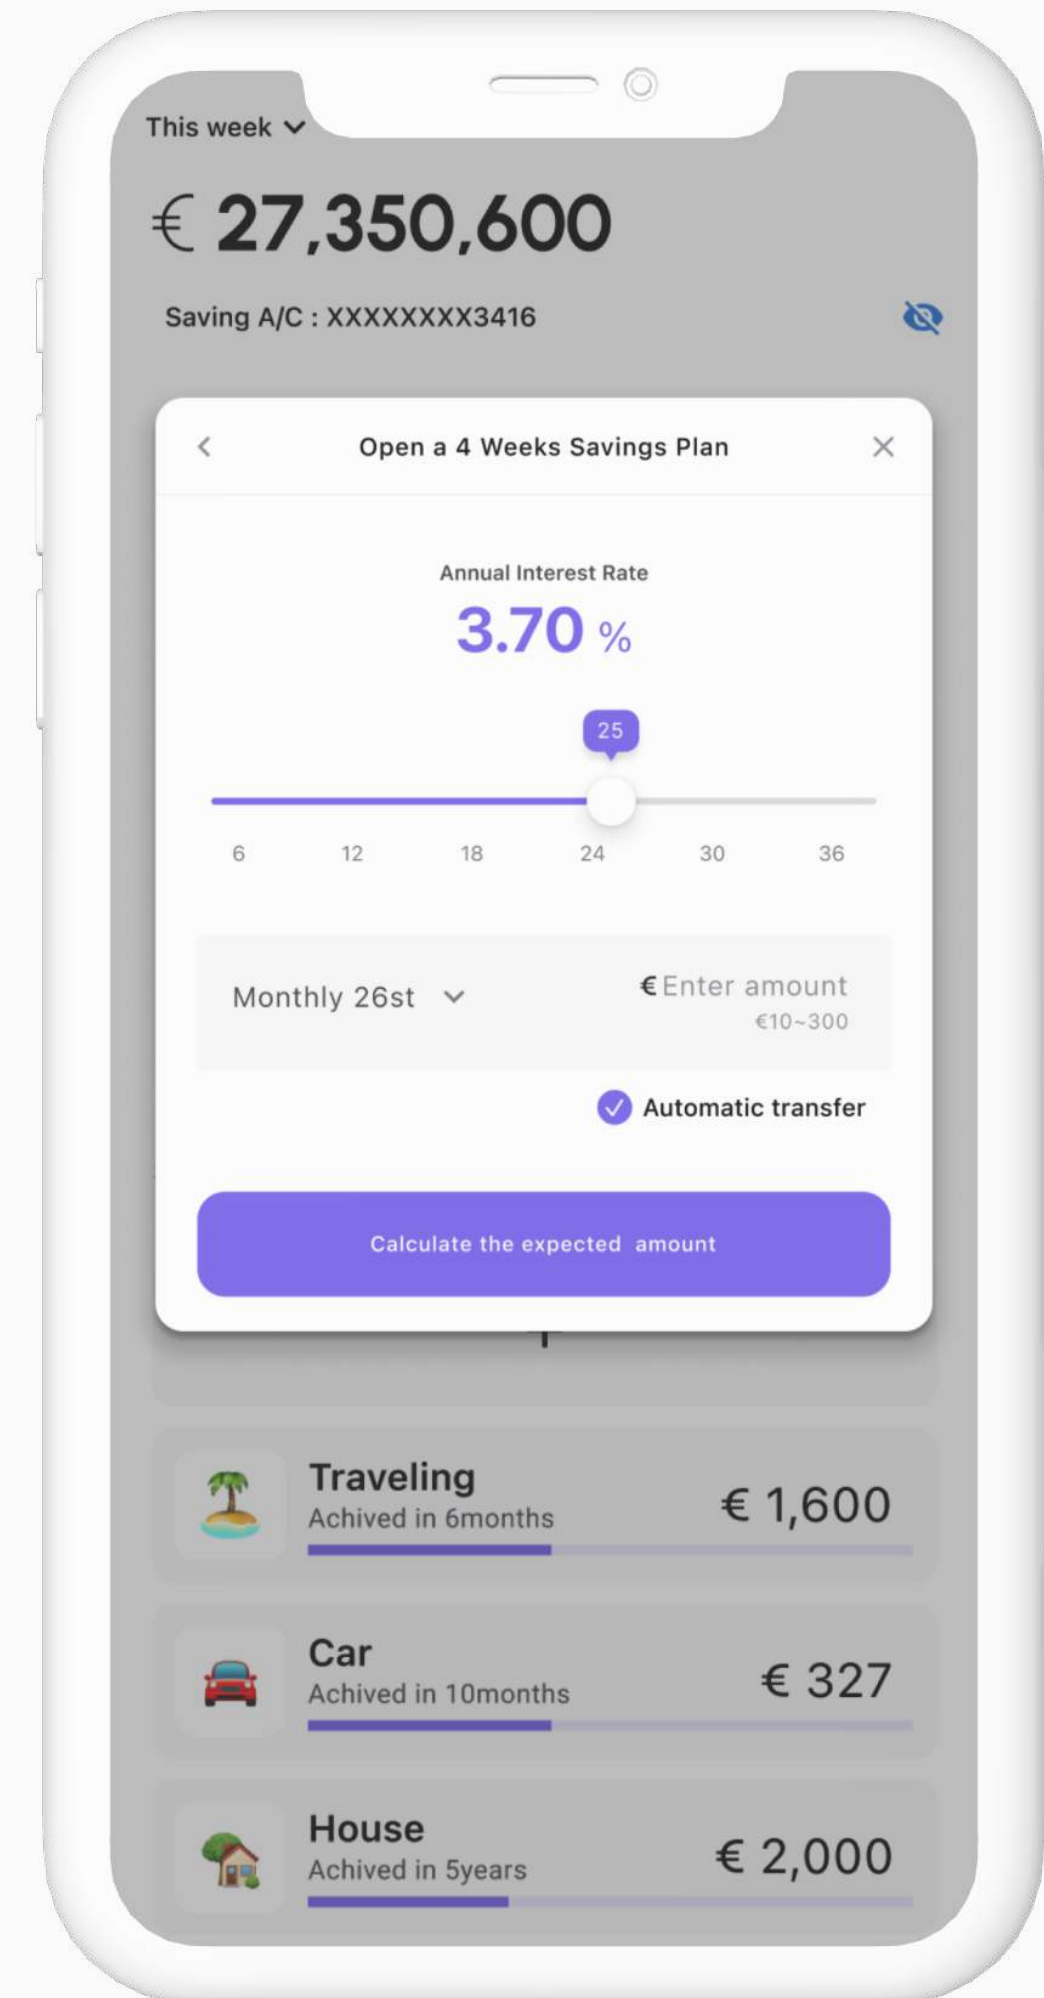 This week
€ 27,350,600
Saving A/C : XXXXXXXX3416
Open a 4 Weeks Savings Plan
Annual Interest Rate
3.70 %
25
6 12 18 24 30 36
Monthly 26st
€ Enter amount
€10~300
Automatic transfer
Calculate the expected amount
Traveling
Achived in 6months
€ 1,600
Car
Achived in 10months
€ 327
House
Achived in 5years
€ 2,000